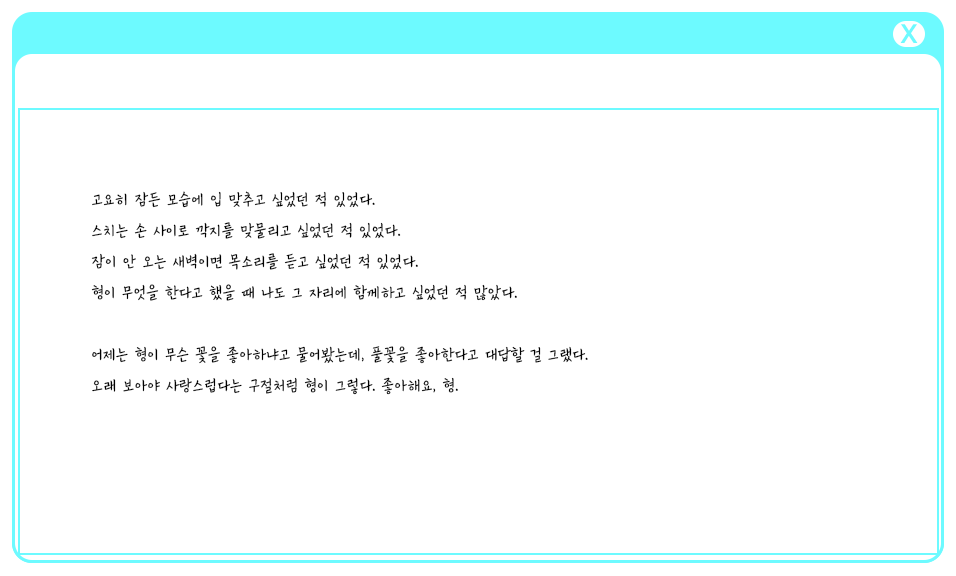 X
고요히 잠든 모습에 입 맞추고 싶었던 적 있었다.
스치는 손 사이로 깍지를 맞물리고 싶었던 적 있었다.
잠이 안 오는 새벽이면 목소리를 듣고 싶었던 적 있었다.
형이 무엇을 한다고 했을 때 나도 그 자리에 함께하고 싶었던 적 많았다.
어제는 형이 무슨 꽃을 좋아하냐고 물어봤는데, 풀꽃을 좋아한다고 대답할 걸 그랬다.
오래 보아야 사랑스럽다는 구절처럼 형이 그렇다. 좋아해요, 형.